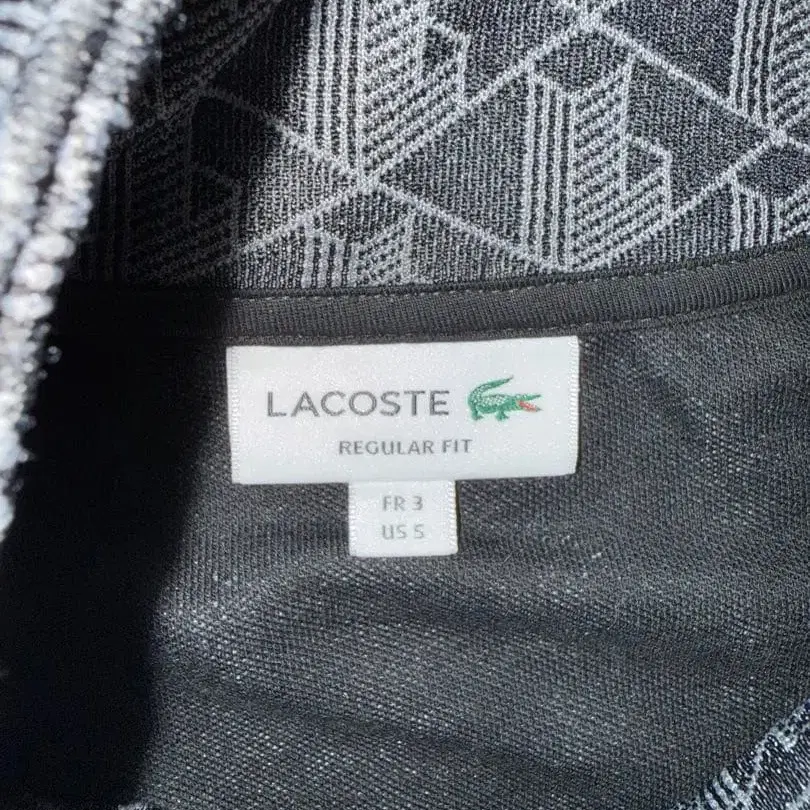 LACOSTE
REGULAR FIT
FR 3
US S